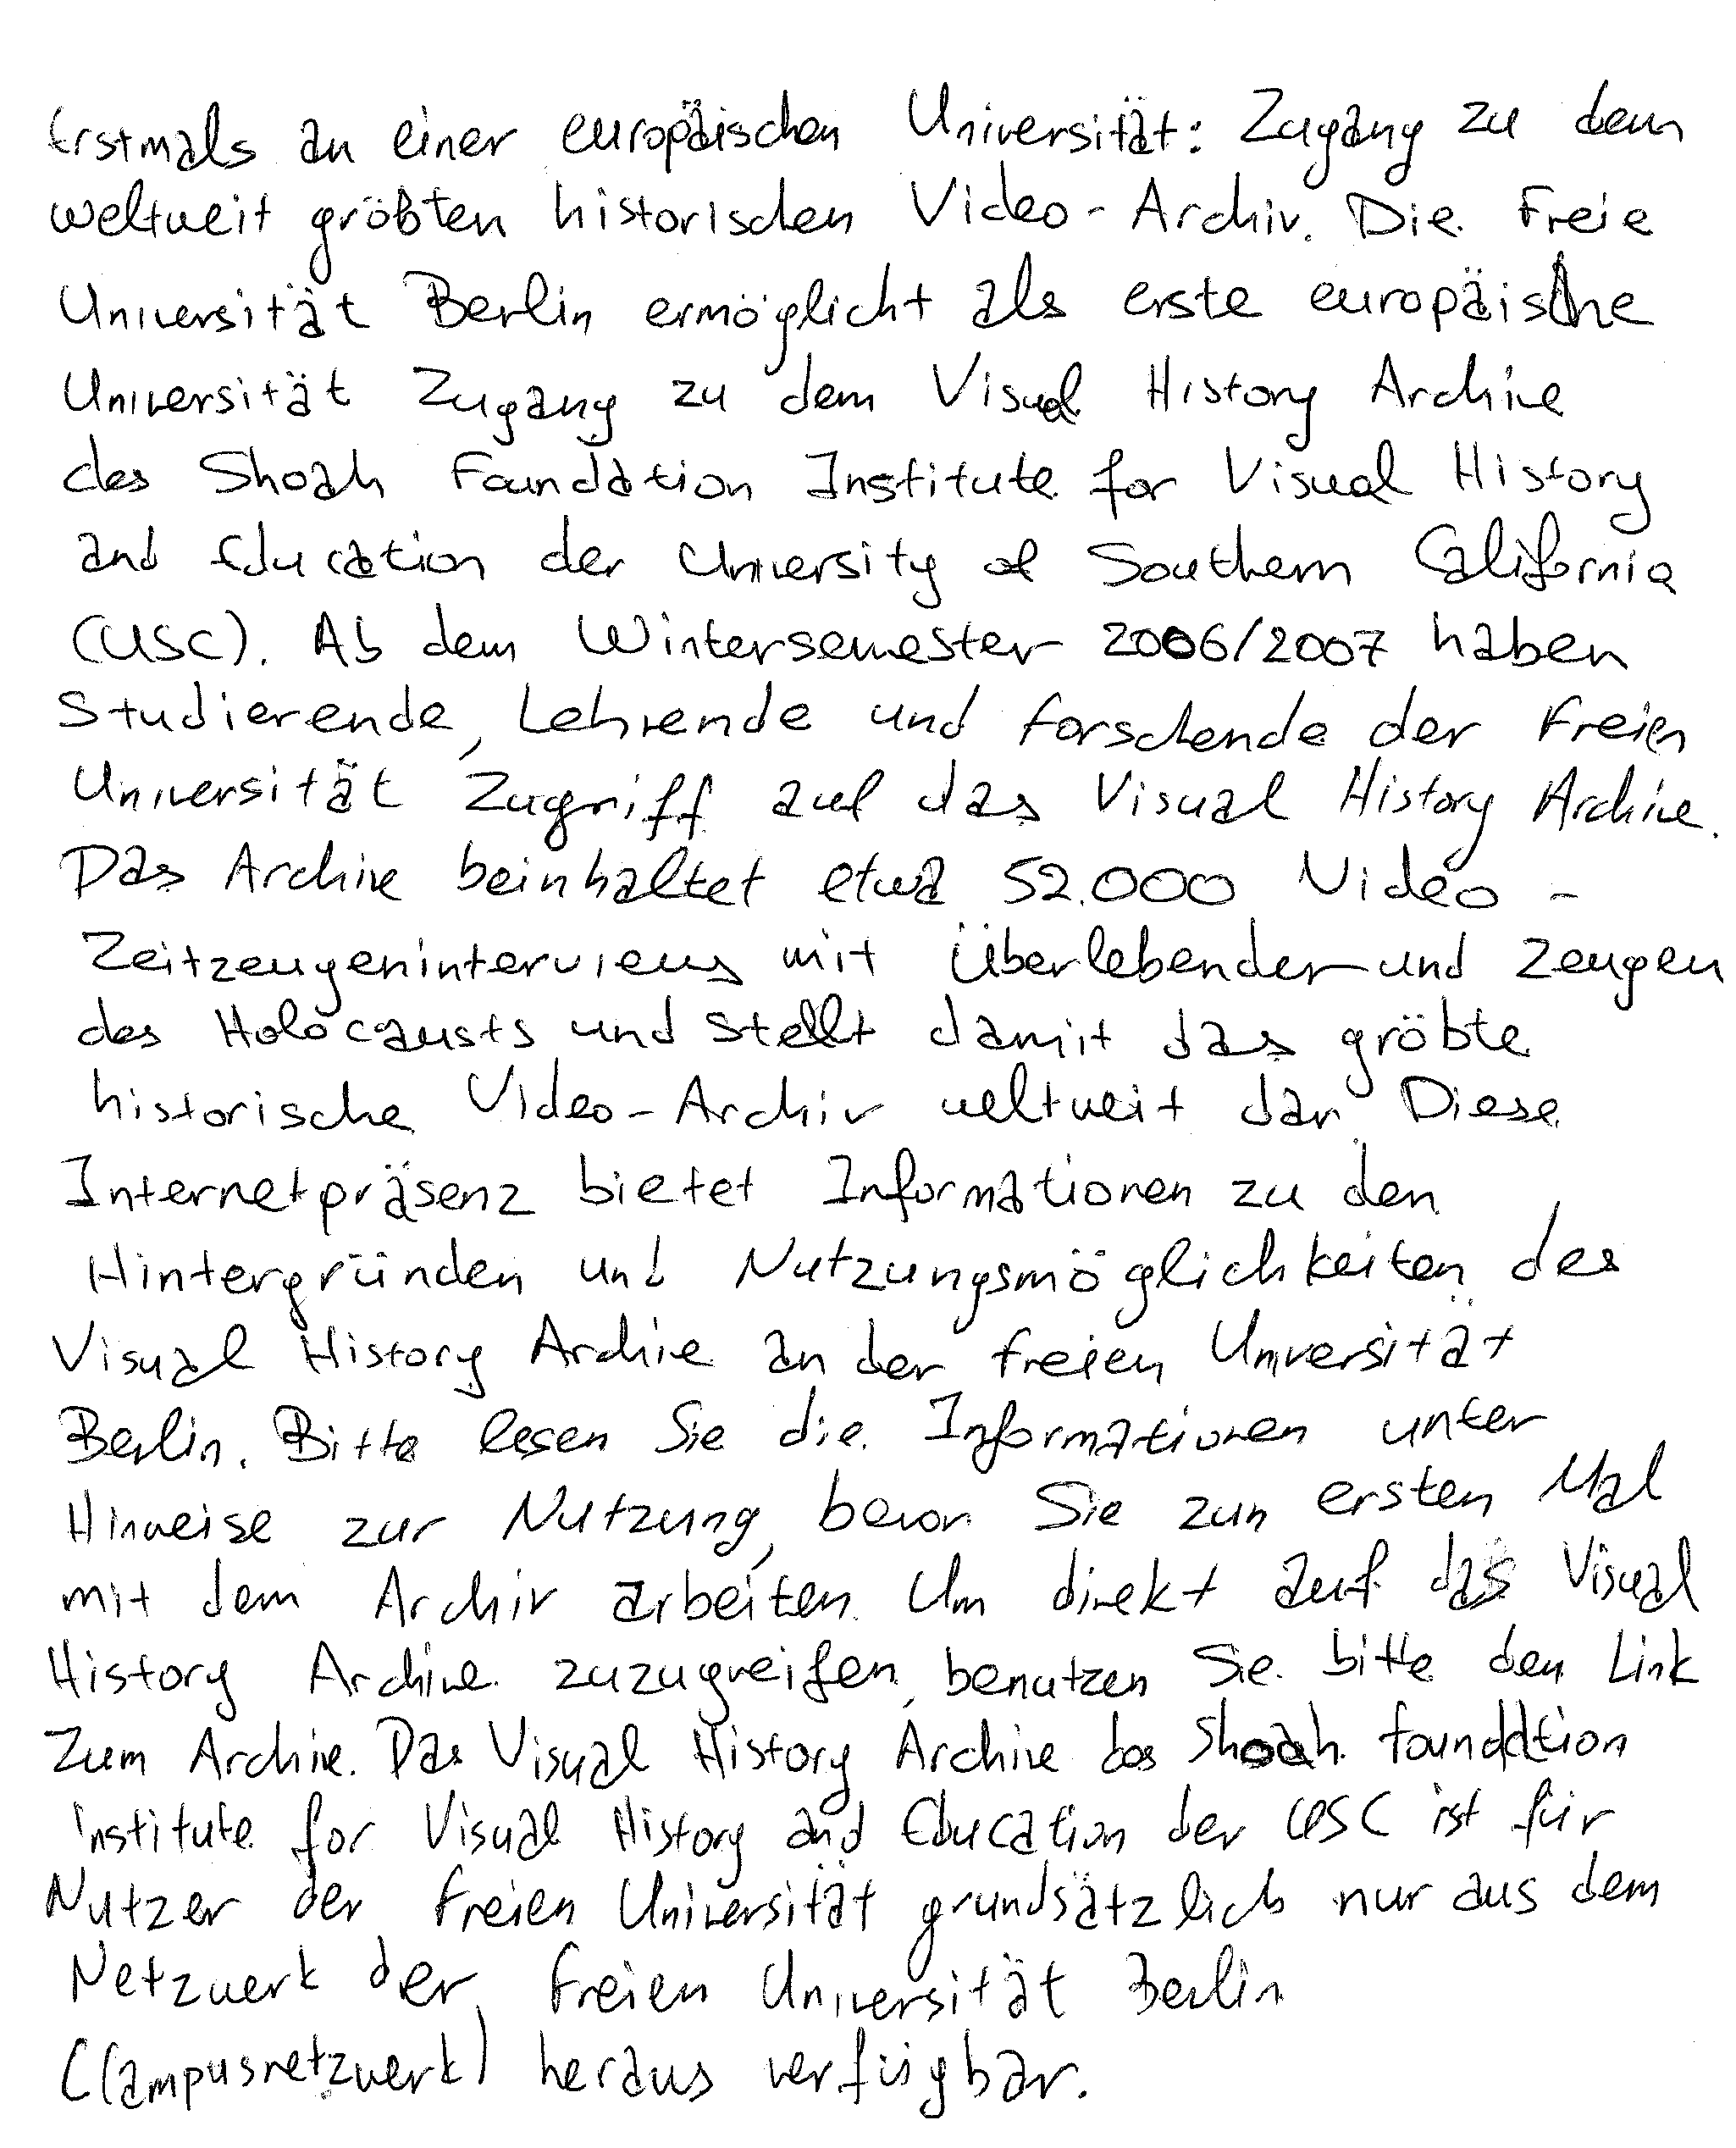 Erstmals an einer europäischen Universität: Zugang zu dem
weltweit größten historischen Video-Archiv. Die Freie
Universität Berlin ermöglicht als erste europäische
Universität Zugang zu dem Visual History Archive
des Shoah Foundation Institute for Visual History
and Education der University of Southern California
(USC). Ab dem Wintersemester 2006/2007 haben
Studierende, Lehrende und Forschende der Freien
Universität Zugriff auf das Visual History Archive.
Das Archive beinhaltet etwa 52.000 Video-
Zeitzeugeninterviews mit Überlebender und Zeugen
des Holocausts und stellt damit das größte
historische Video-Archiv weltweit dar. Diese
Internetpräsenz bietet Informationen zu den
Hintergründen und Nutzungsmöglichkeiten des
Visual History Archive an der Freien Universität
Berlin. Bitte lesen Sie die Informationen unter
Hinweise zur Nutzung, bevor Sie zum ersten Mal
mit dem Archiv arbeiten. Um direkt auf das Visual
History Archive zuzugreifen, benutzen Sie bitte den Link
zum Archive. Das Visual History Archive des Shoah Foundation
Institute for Visual History and Education der USC ist für
Nutzer der Freien Universität grundsätzlich nur aus dem
Netzwerk der Freien Universität Berlin
(Campusnetzwerk) heraus verfügbar.